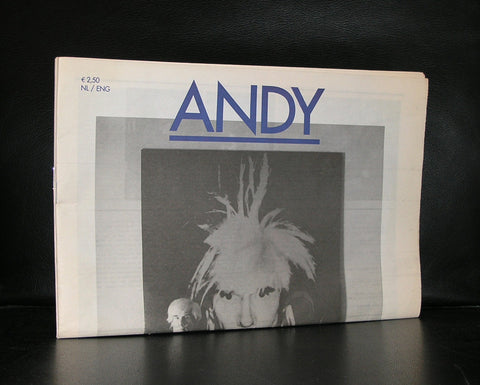 € 2,50
NL / ENG
ANDY